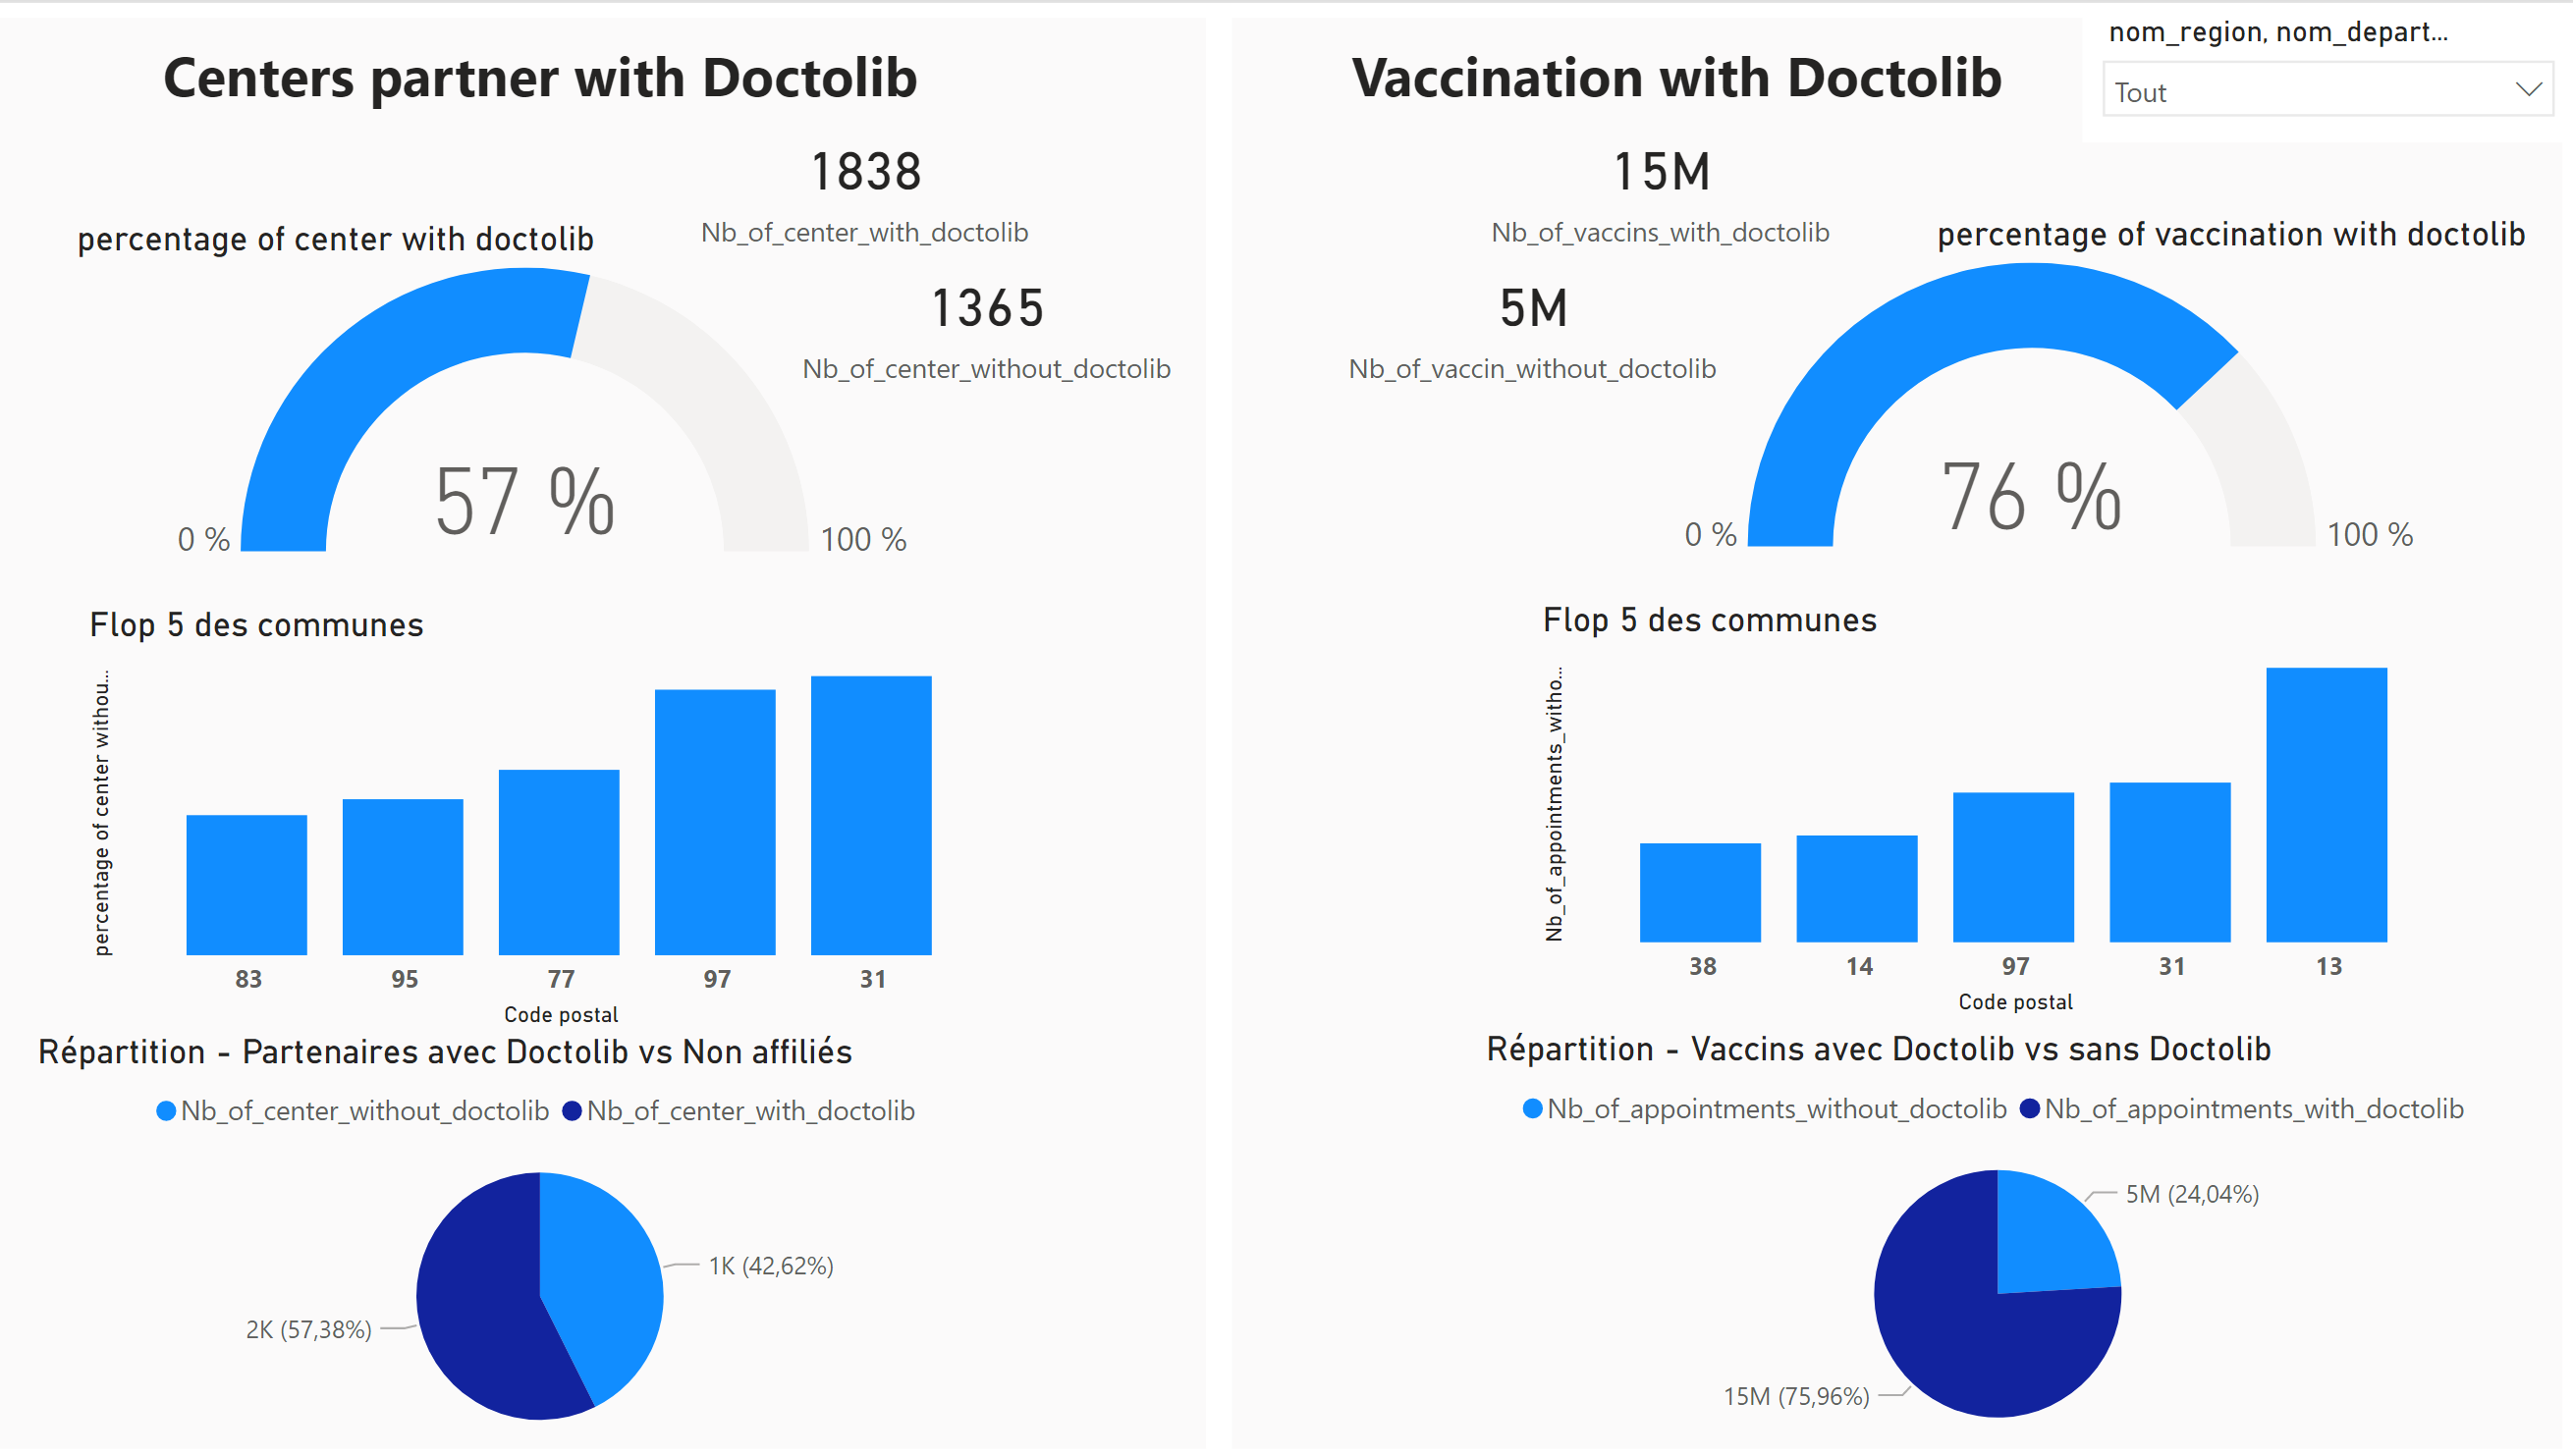 Centers partner with Doctolib
1838
Nb_of_center_with_doctolib
percentage of center with doctolib
1365
Nb_of_center_without_doctolib
57 %
0 %
100 %
Flop 5 des communes
percentage of center withou...
83
95
77
97
31
Code postal
Répartition - Partenaires avec Doctolib vs Non affiliés
Nb_of_center_without_doctolib
Nb_of_center_with_doctolib
1K (42,62%)
2K (57,38%)
nom_region, nom_depart...
Tout
Vaccination with Doctolib
15M
Nb_of_vaccins_with_doctolib
percentage of vaccination with doctolib
5M
Nb_of_vaccin_without_doctolib
76 %
0 %
100 %
Flop 5 des communes
Nb_of_appointments_witho...
38
14
97
31
13
Code postal
Répartition - Vaccins avec Doctolib vs sans Doctolib
Nb_of_appointments_without_doctolib
Nb_of_appointments_with_doctolib
5M (24,04%)
15M (75,96%)